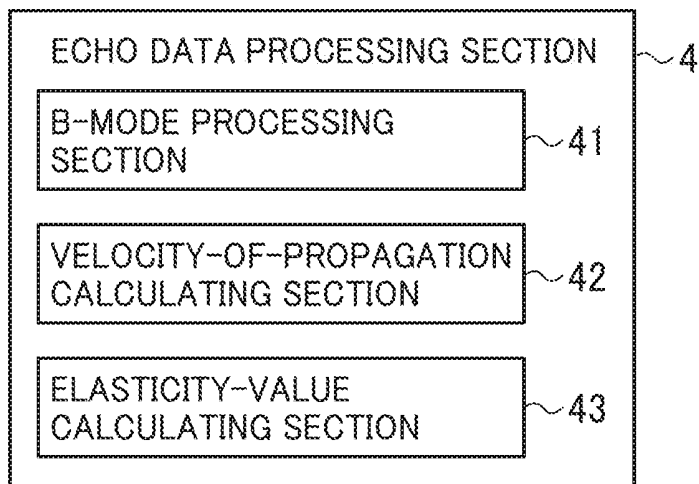 ECHO DATA PROCESSING SECTION 4
B-MODE PROCESSING
SECTION
41
VELOCITY-OF-PROPAGATION
CALCULATING SECTION
42
ELASTICITY-VALUE
CALCULATING SECTION
43